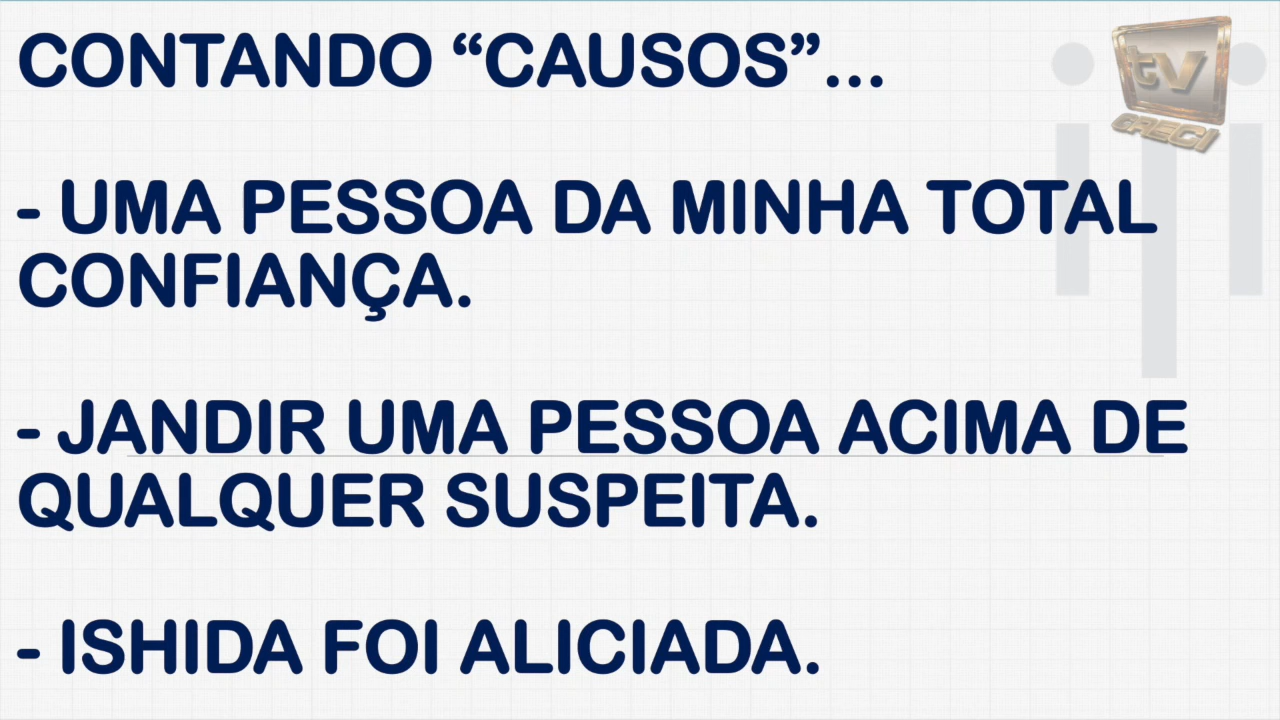 CONTANDO “CAUSOS”...
tv
CRECI
- UMA PESSOA DA MINHA TOTAL
CONFIANÇA.
- JANDIR UMA PESSOA ACIMA DE
QUALQUER SUSPEITA.
- ISHIDA FOI ALICIADA.